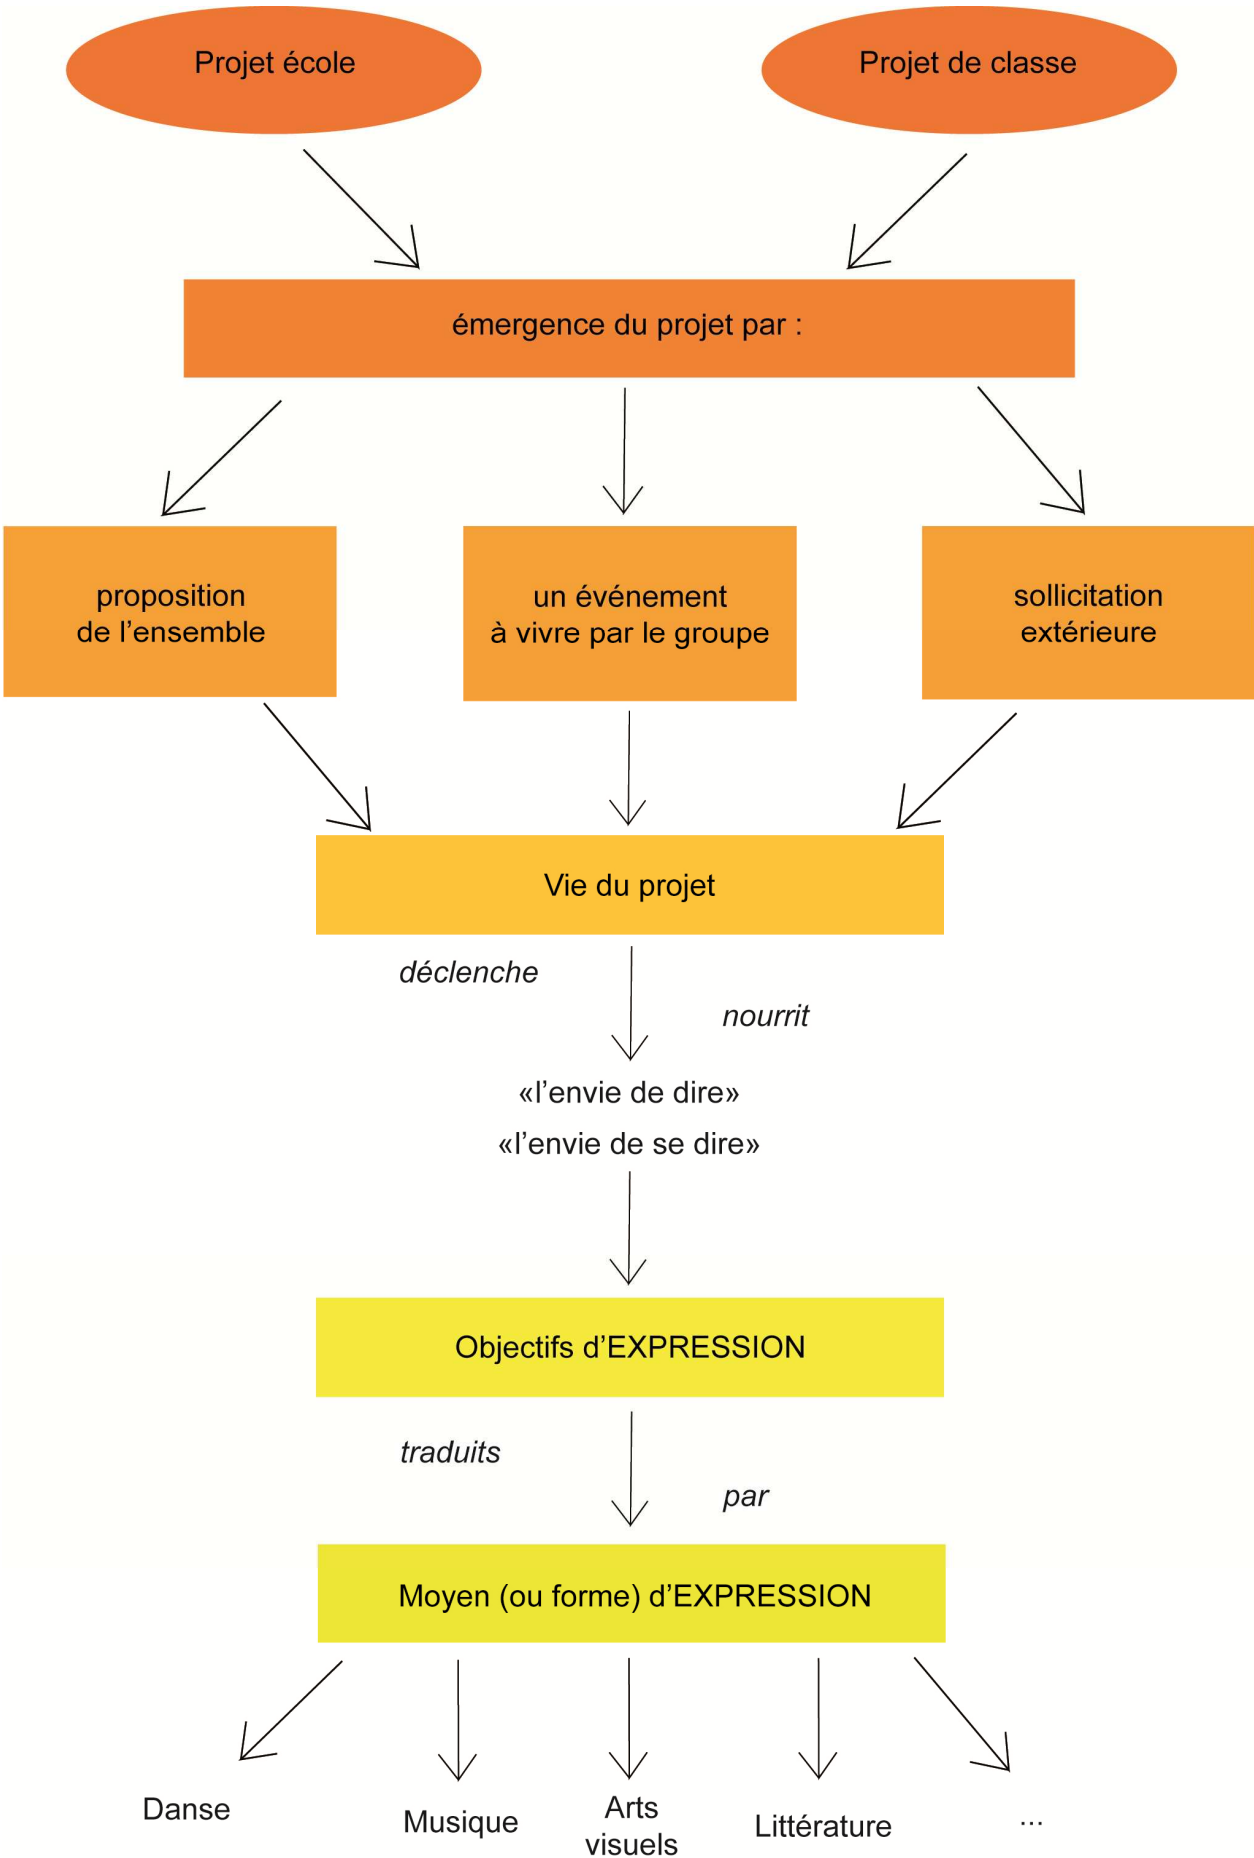 Projet école
Projet de classe
émergence du projet par :
proposition
de l’ensemble
un événement
à vivre par le groupe
sollicitation
extérieure
Vie du projet
déclenche
nourrit
«l’envie de dire»
«l’envie de se dire»
Objectifs d’EXPRESSION
traduits
par
Moyen (ou forme) d’EXPRESSION
Danse
Musique
Arts
visuels
Littérature
...